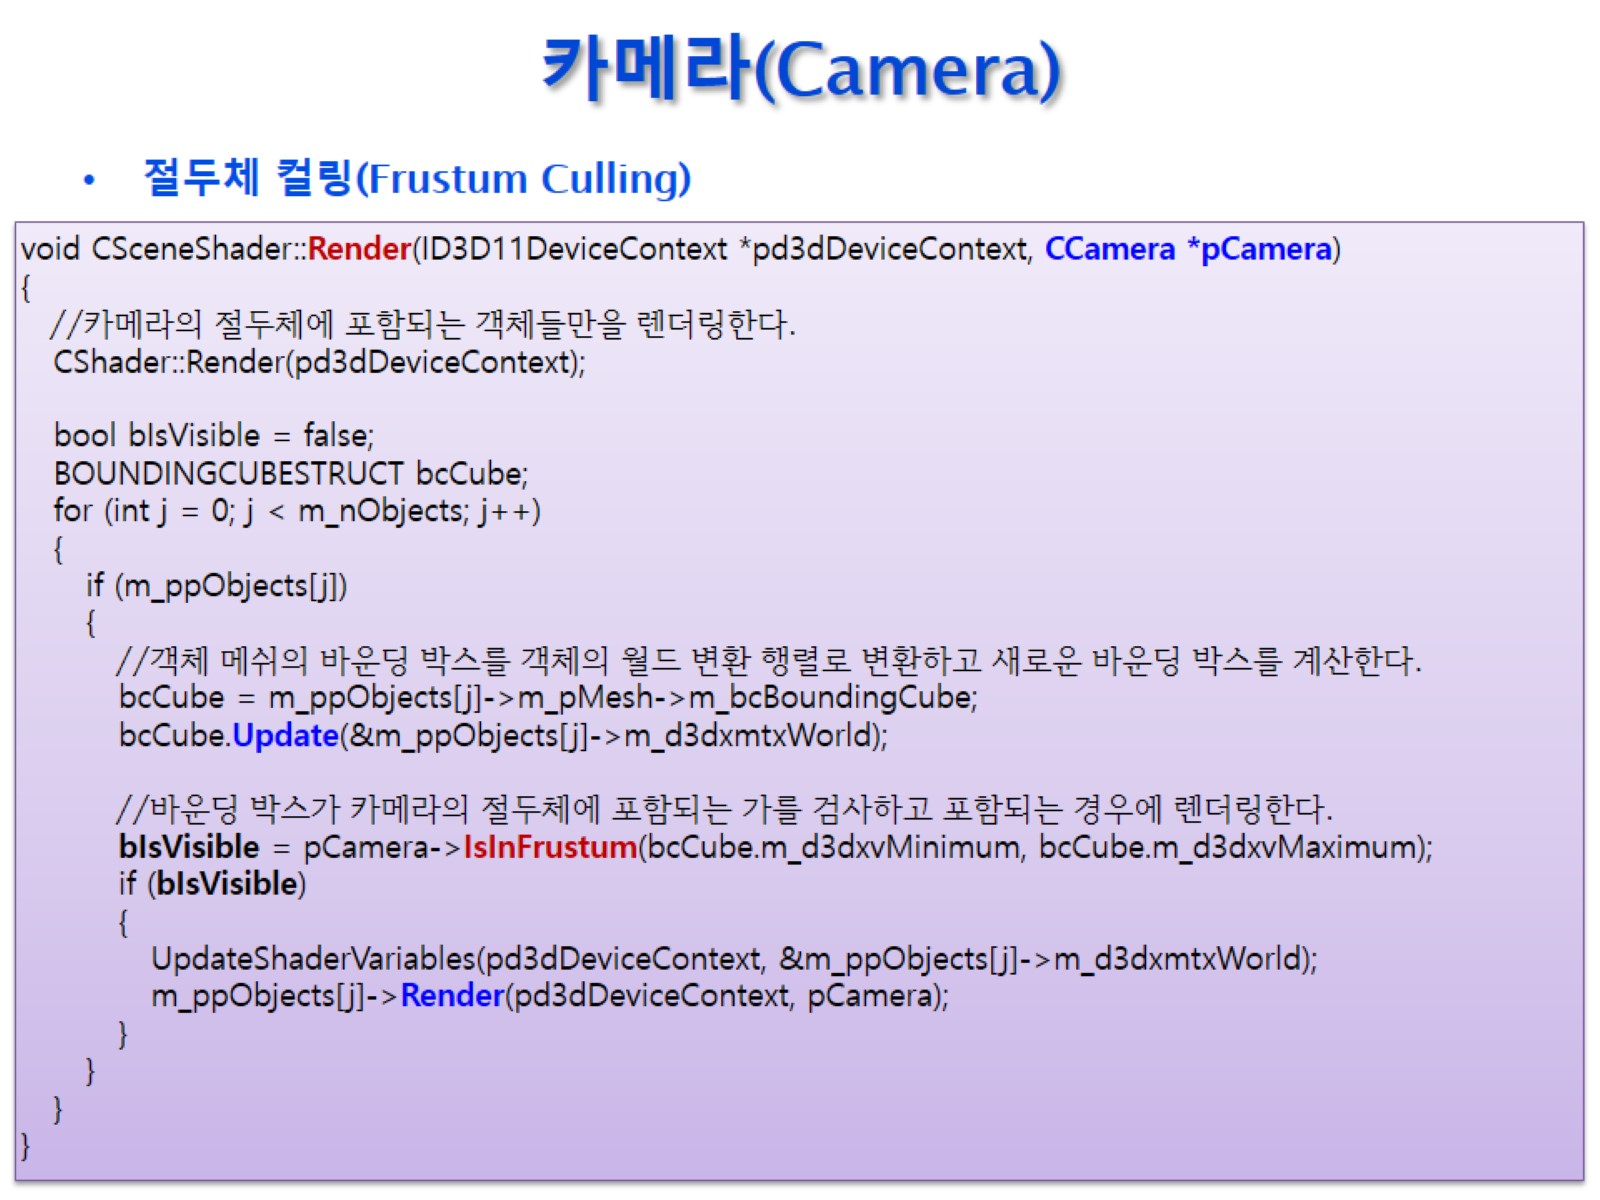 카메라(Camera)
• 절두체 컬링(Frustum Culling)
void CSceneShader::Render(ID3D11DeviceContext *pd3dDeviceContext, CCamera *pCamera)
{
//카메라의 절두체에 포함되는 객체들만을 렌더링한다.
CShader::Render(pd3dDeviceContext);
bool bIsVisible = false;
BOUNDINGCUBESTRUCT bcCube;
for (int j = 0; j < m_nObjects; j++)
{
if (m_ppObjects[j])
{
//객체 메쉬의 바운딩 박스를 객체의 월드 변환 행렬로 변환하고 새로운 바운딩 박스를 계산한다.
bcCube = m_ppObjects[j]->m_pMesh->m_bcBoundingCube;
bcCube.Update(&m_ppObjects[j]->m_d3dxmtxWorld);
//바운딩 박스가 카메라의 절두체에 포함되는 가를 검사하고 포함되는 경우에 렌더링한다.
bIsVisible = pCamera->IsInFrustum(bcCube.m_d3dxvMinimum, bcCube.m_d3dxvMaximum);
if (bIsVisible)
{
UpdateShaderVariables(pd3dDeviceContext, &m_ppObjects[j]->m_d3dxmtxWorld);
m_ppObjects[j]->Render(pd3dDeviceContext, pCamera);
}
}
}
}